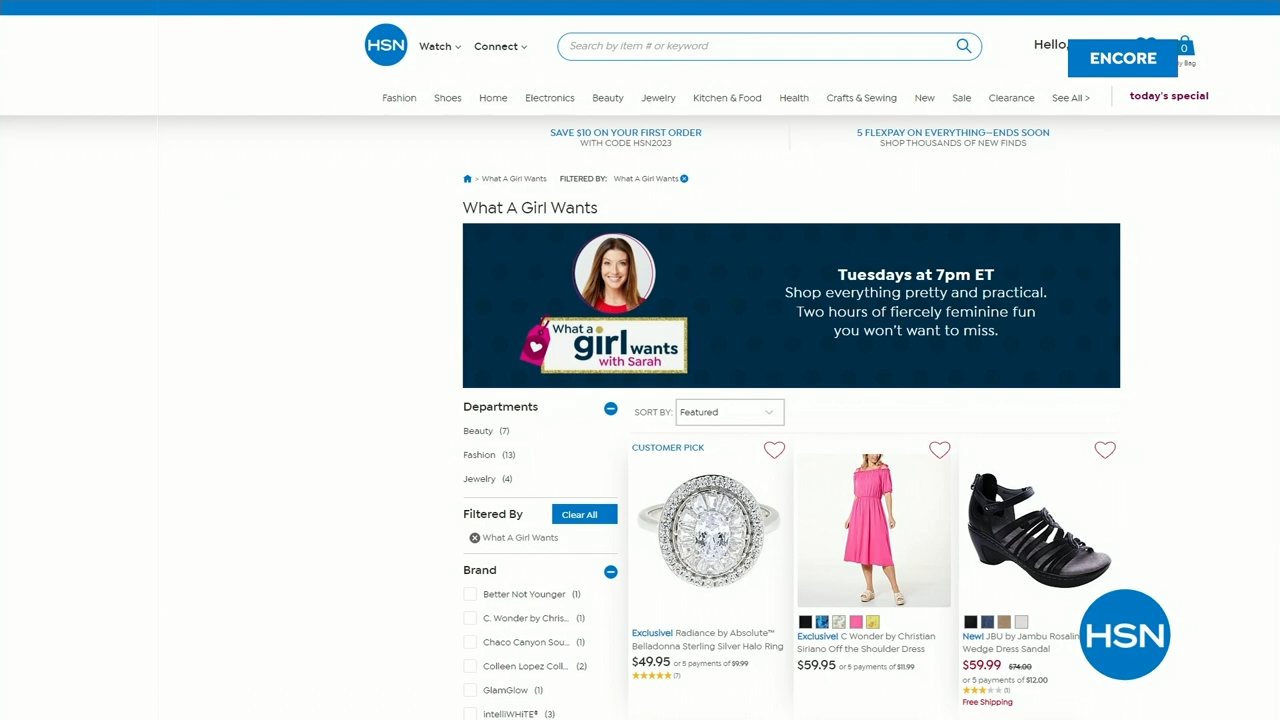 HSN
Watch
Connect
Search by item # or keyword
Hello,
ENCORE
0
Bag
Fashion
Shoes
Home
Electronics
Beauty
Jewelry
Kitchen & Food
Health
Crafts & Sewing
New
Sale
Clearance
See All >
today's special
SAVE $10 ON YOUR FIRST ORDER
WITH CODE HSN2023
5 FLEXPAY ON EVERYTHING—ENDS SOON
SHOP THOUSANDS OF NEW FINDS
> What A Girl Wants
FILTERED BY: What A Girl Wants
What A Girl Wants
What a
girl wants
with Sarah
Tuesdays at 7pm ET
Shop everything pretty and practical.
Two hours of fiercely feminine fun
you won't want to miss.
Departments
Beauty (7)
Fashion (13)
Jewelry (4)
Filtered By
Clear All
What A Girl Wants
Brand
Better Not Younger (1)
C. Wonder by Chris... (1)
Chaco Canyon Sou... (1)
Colleen Lopez Coll... (2)
GlamGlow (1)
intelliWHiTE® (3)
SORT BY: Featured
CUSTOMER PICK
Exclusive! Radiance by Absolute™
Belladonna Sterling Silver Halo Ring
$49.95 or 5 payments of $9.99
(7)
Exclusive! C Wonder by Christian
Siriano Off the Shoulder Dress
$59.95 or 5 payments of $11.99
New! JBU by Jambu Rosalin
Wedge Dress Sandal
$59.99 $74.00
or 5 payments of $12.00
Free Shipping
HSN